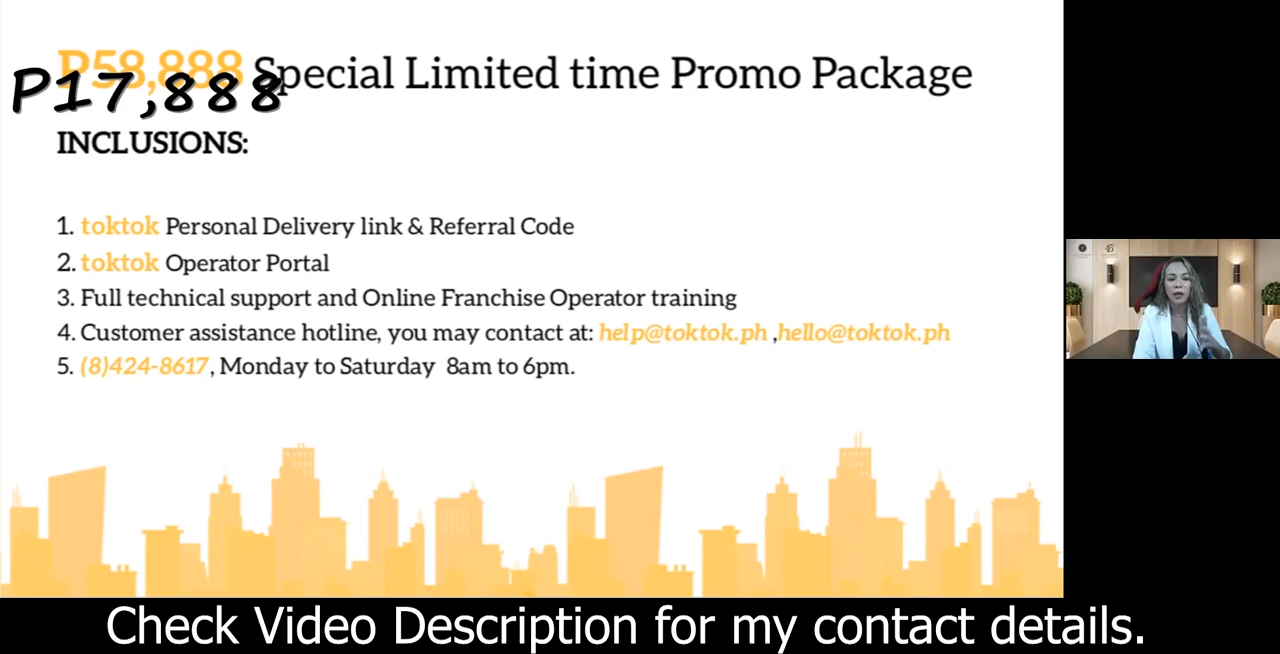 P58,888 Special Limited time Promo Package
P17,888
INCLUSIONS:
1. toktok Personal Delivery link & Referral Code
2. toktok Operator Portal
3. Full technical support and Online Franchise Operator training
4. Customer assistance hotline, you may contact at: help@toktok.ph ,hello@toktok.ph
5. (8)424-8617, Monday to Saturday 8am to 6pm.
Check Video Description for my contact details.